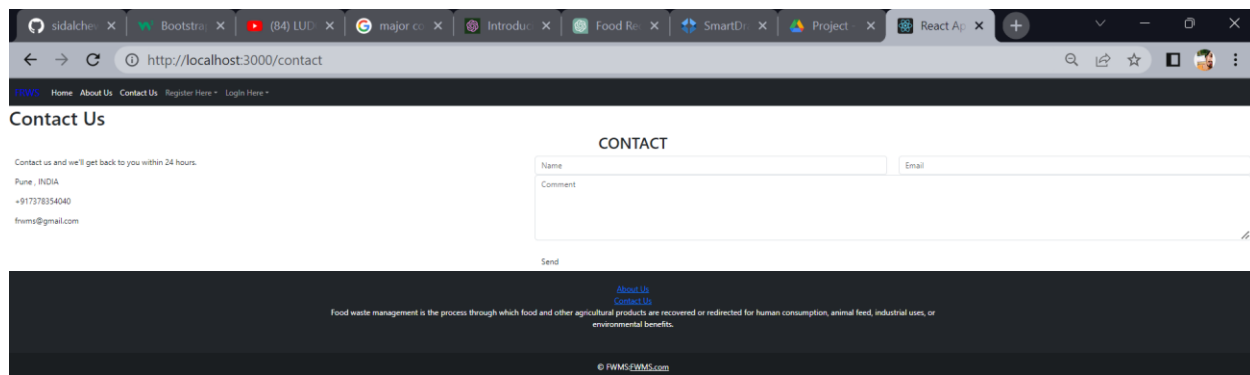 sidalches
Bootstrap
(84) LUD
major co
Introduc
Food Re
SmartDr
Project -
React Ap
http://localhost:3000/contact
Home About Us Contact Us Register Here LogIn Here
Contact Us
CONTACT
Contact us and we'll get back to you within 24 hours.
Name
Email
Pune , INDIA
Comment
+917378354040
frwms@gmail.com
Send
About Us
Contact Us
Food waste management is the process through which food and other agricultural products are recovered or redirected for human consumption, animal feed, industrial uses, or
environmental benefits.
© FWMS:FWMS.com